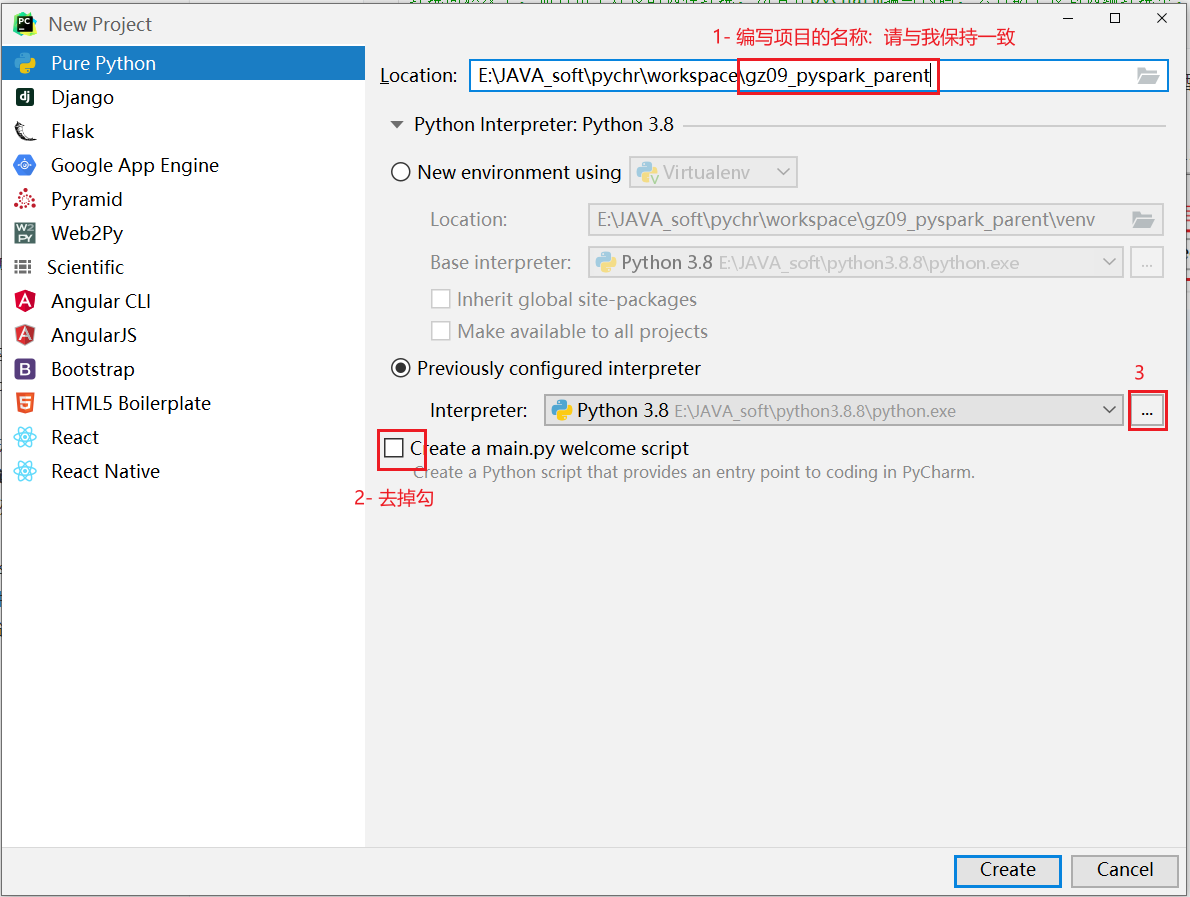 New Project
1- 编写项目的名称: 请与我保持一致
Pure Python
Django
Flask
Google App Engine
Pyramid
Web2Py
Scientific
Angular CLI
AngularJS
Bootstrap
HTML5 Boilerplate
React
React Native
Location: E:\JAVA_soft\pychr\workspace\gz09_pyspark_parent
Python Interpreter: Python 3.8
New environment using Virtualenv
Location: E:\JAVA_soft\pychr\workspace\gz09_pyspark_parent\venv
Base interpreter: Python 3.8 E:\JAVA_soft\python3.8.8\python.exe ...
Inherit global site-packages
Make available to all projects
Previously configured interpreter
3
Interpreter: Python 3.8 E:\JAVA_soft\python3.8.8\python.exe ...
Create a main.py welcome script
Create a Python script that provides an entry point to coding in PyCharm.
2- 去掉勾
Create
Cancel